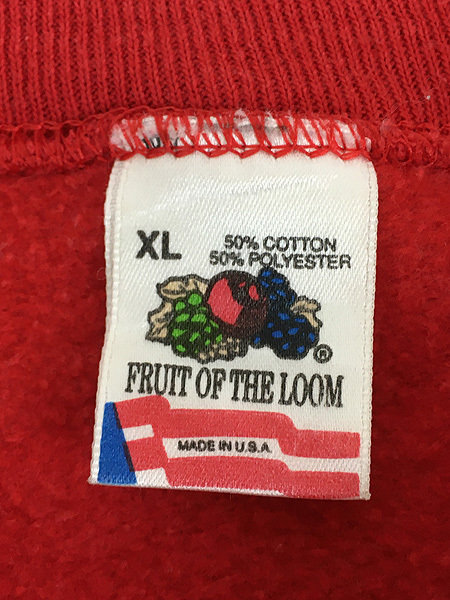 XL
50% COTTON
50% POLYESTER
®
FRUIT OF THE LOOM
MADE IN U.S.A.